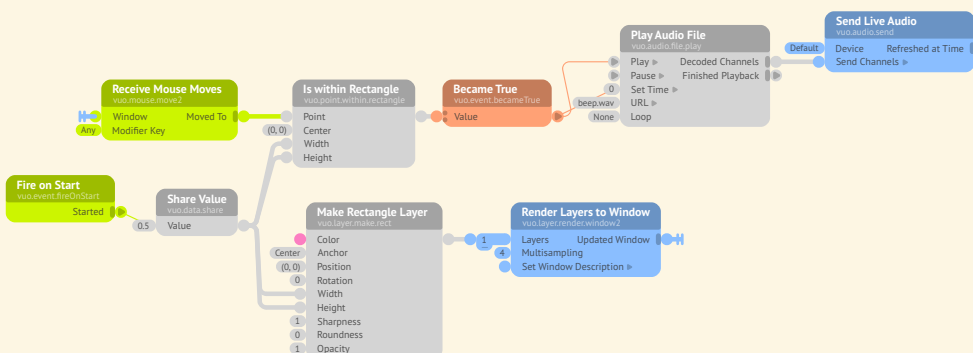 Send Live Audio
vuo.audio.send
Default Device Refreshed at Time
Send Channels
Play Audio File
vuo.audio.file.play
Play Decoded Channels
Pause Finished Playback
0 Set Time
beep.wav URL
None Loop
Receive Mouse Moves
vuo.mouse.move2
Window Moved To
Any Modifier Key
Is within Rectangle
vuo.point.within.rectangle
Point
(0, 0) Center
Width
Height
Became True
vuo.event.becameTrue
Value
Fire on Start
vuo.event.fireOnStart
Started
Share Value
vuo.data.share
0.5 Value
Make Rectangle Layer
vuo.layer.make.rect
Color
Center Anchor
(0, 0) Position
0 Rotation
Width
Height
1 Sharpness
0 Roundness
1 Opacity
Render Layers to Window
vuo.layer.render.window2
1 Layers Updated Window
4 Multisampling
Set Window Description